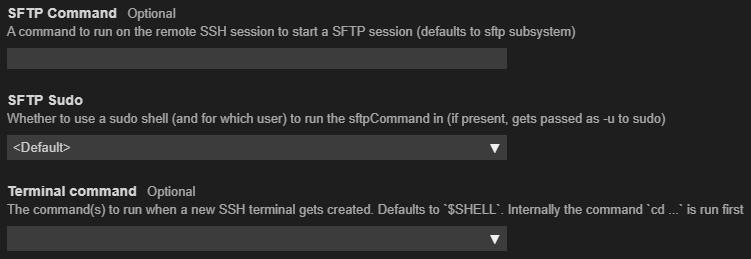 SFTP Command Optional
A command to run on the remote SSH session to start a SFTP session (defaults to sftp subsystem)
SFTP Sudo
Whether to use a sudo shell (and for which user) to run the sftpCommand in (if present, gets passed as -u to sudo)
<Default>
Terminal command Optional
The command(s) to run when a new SSH terminal gets created. Defaults to `$SHELL`. Internally the command `cd ...` is run first